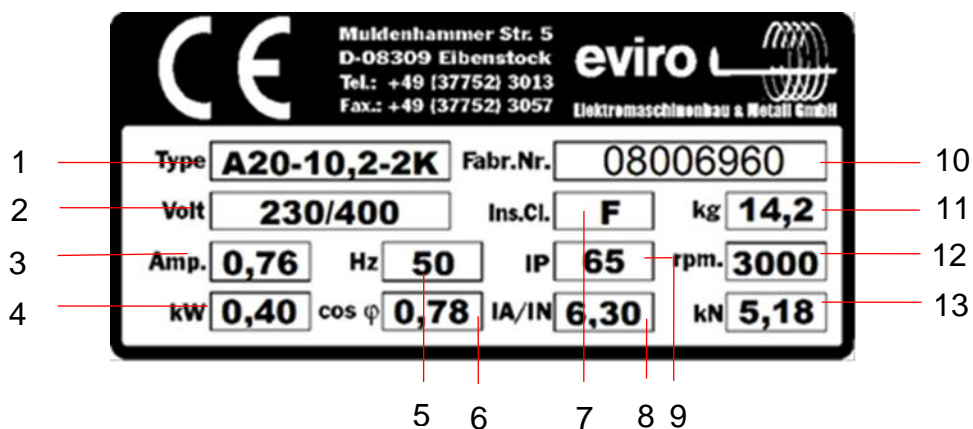 Muldenhammer Str. 5
D-08309 Eibenstock
Tel.: +49 (37752) 3013
Fax.: +49 (37752) 3057
eviro
Elektromaschinenbau & Metall GmbH
1 Type A20-10,2-2K Fabr.Nr. 08006960 10
2 Volt 230/400 Ins.Cl. F kg 14,2 11
3 Amp. 0,76 Hz 50 IP 65 rpm. 3000 12
4 kW 0,40 cos φ 0,78 IA/IN 6,30 kN 5,18 13
5 6 7 8 9